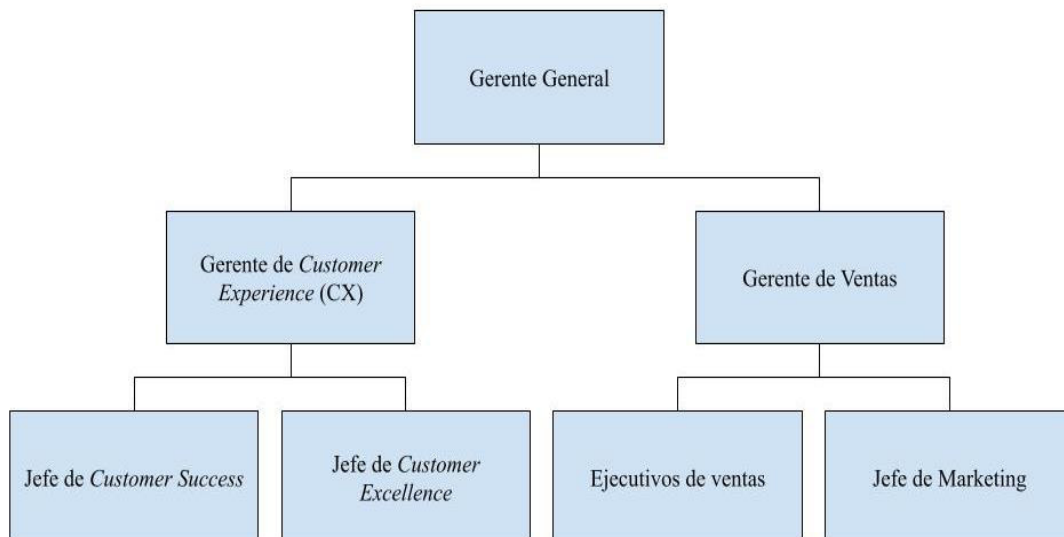 Gerente General
Gerente de Customer
Experience (CX)
Gerente de Ventas
Jefe de Customer Success
Jefe de Customer
Excellence
Ejecutivos de ventas
Jefe de Marketing